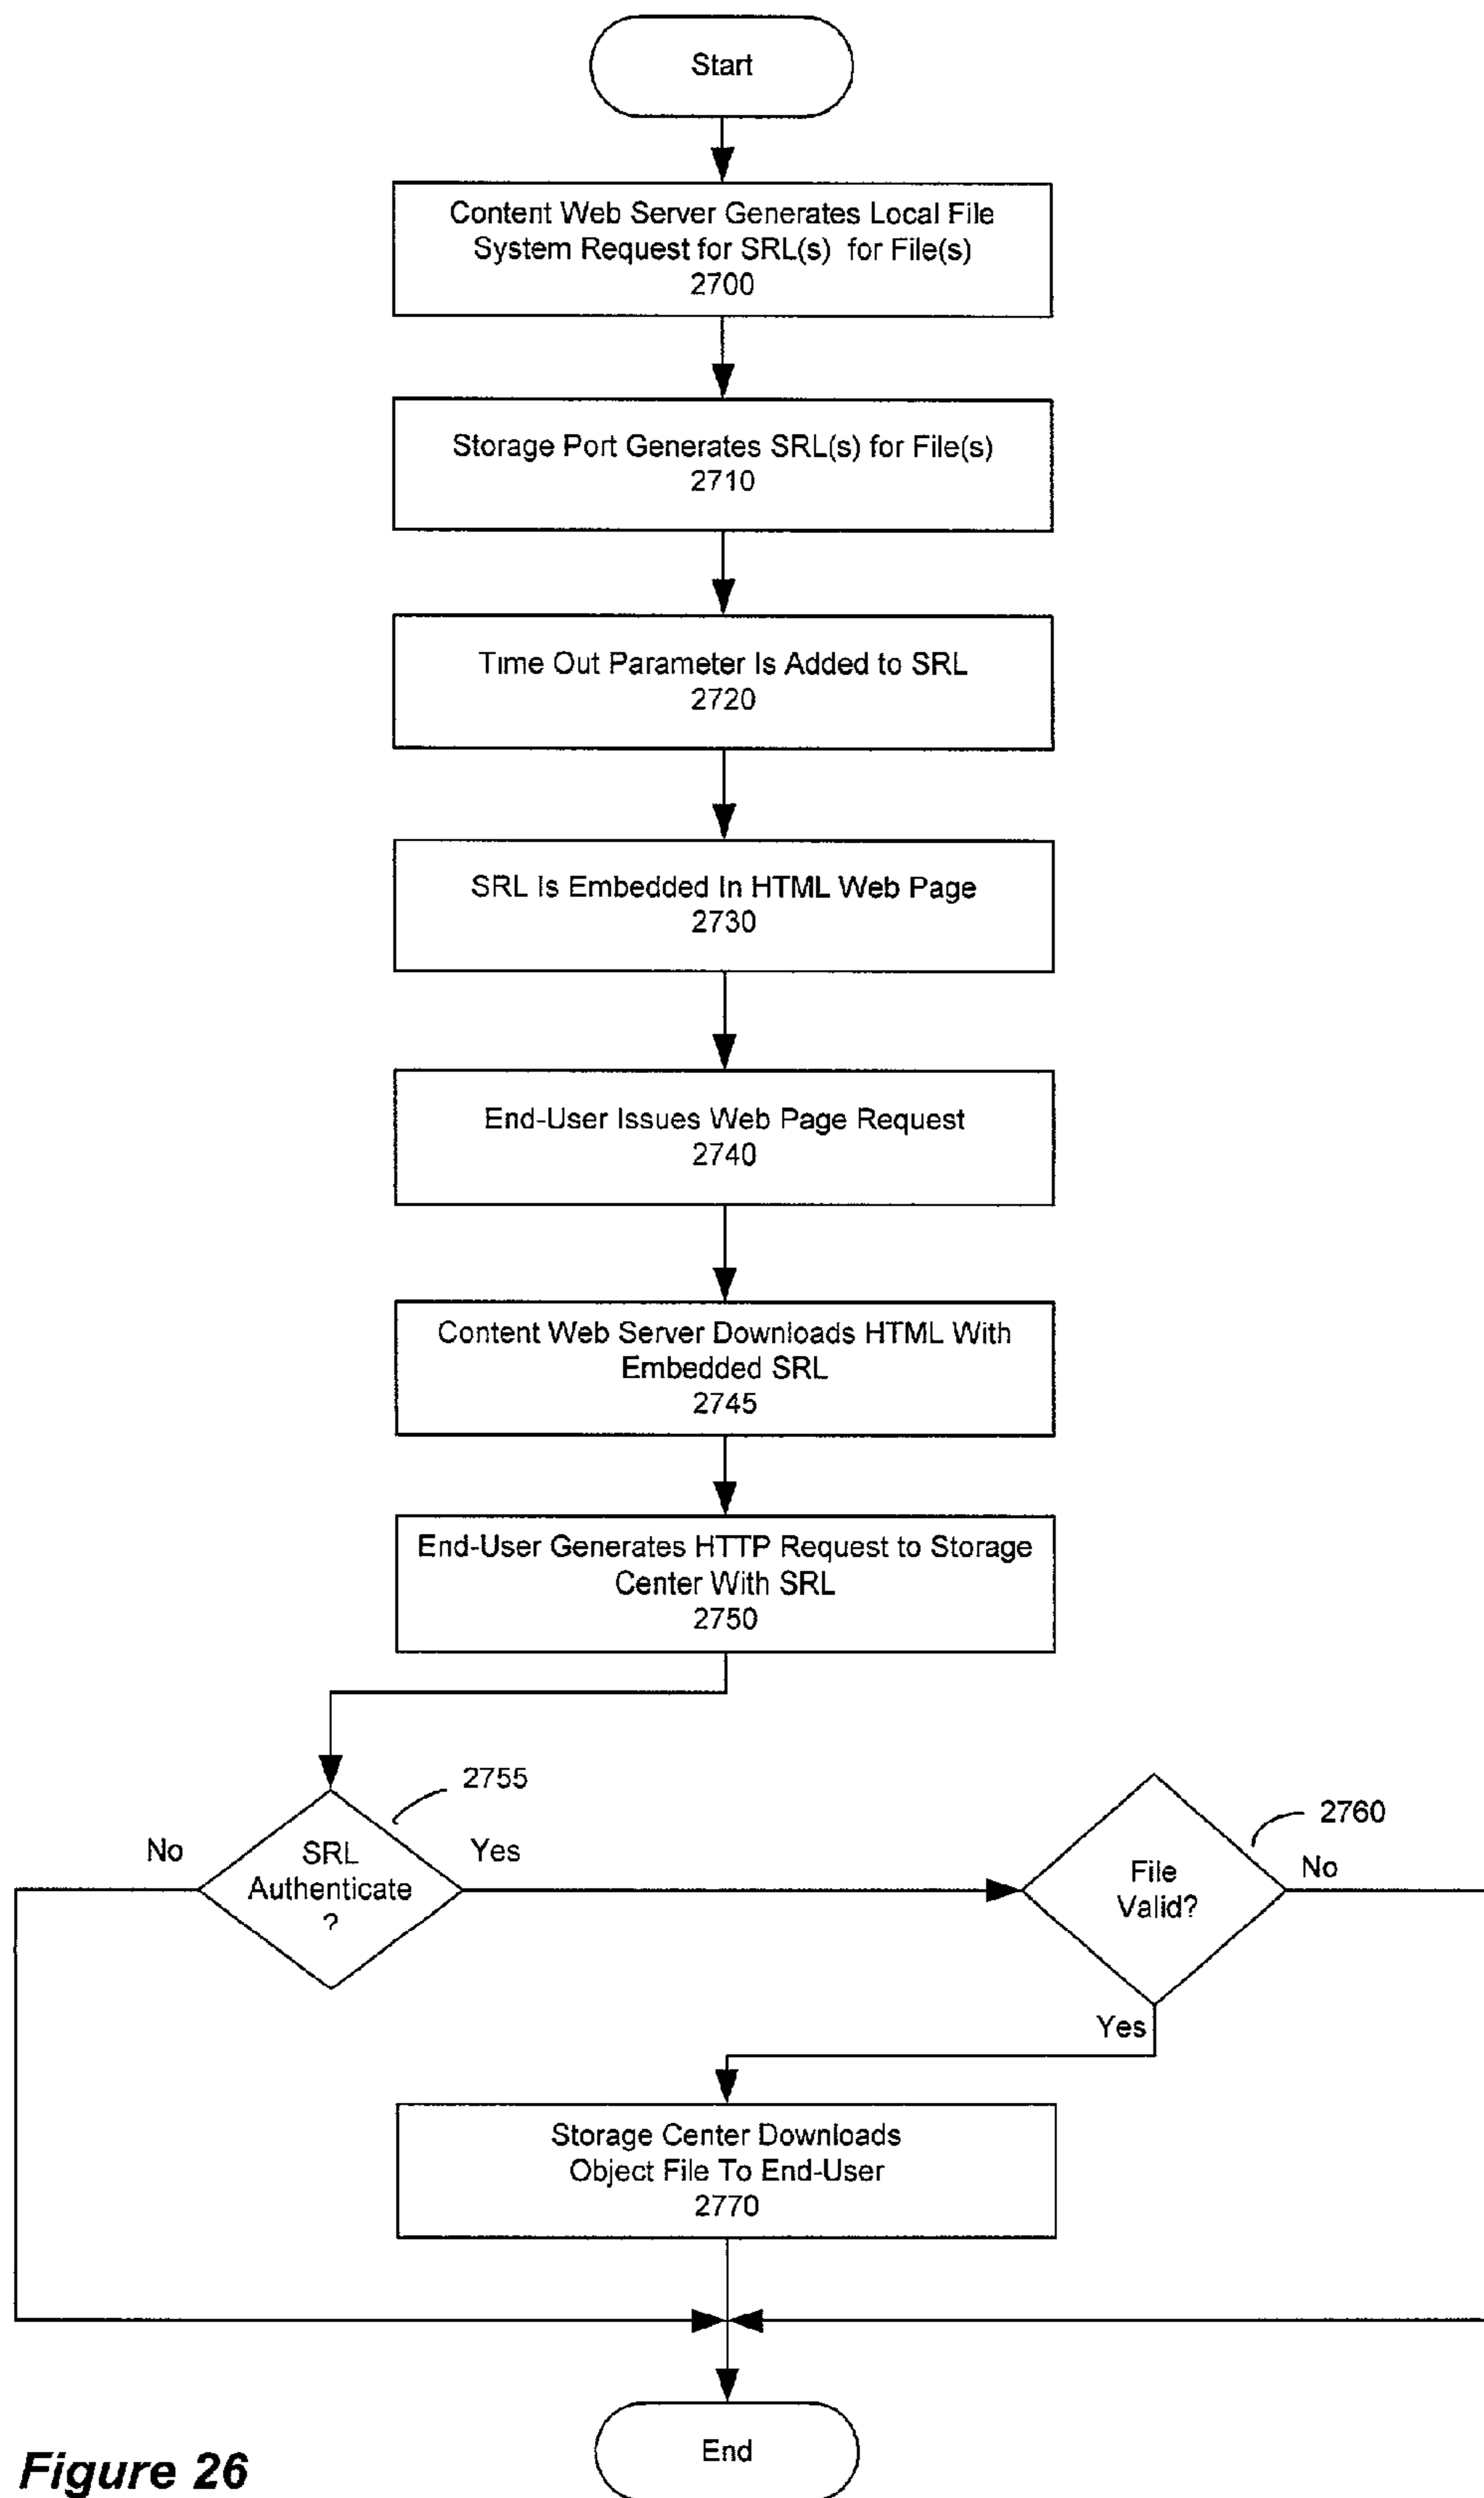 Start
Content Web Server Generates Local File
System Request for SRL(s) for File(s)
2700
Storage Port Generates SRL(s) for File(s)
2710
Time Out Parameter Is Added to SRL
2720
SRL Is Embedded In HTML Web Page
2730
End-User Issues Web Page Request
2740
Content Web Server Downloads HTML With
Embedded SRL
2745
End-User Generates HTTP Request to Storage
Center With SRL
2750
2755
No
SRL
Authenticate
?
Yes
2760
File
Valid?
No
Yes
Storage Center Downloads
Object File To End-User
2770
End
Figure 26